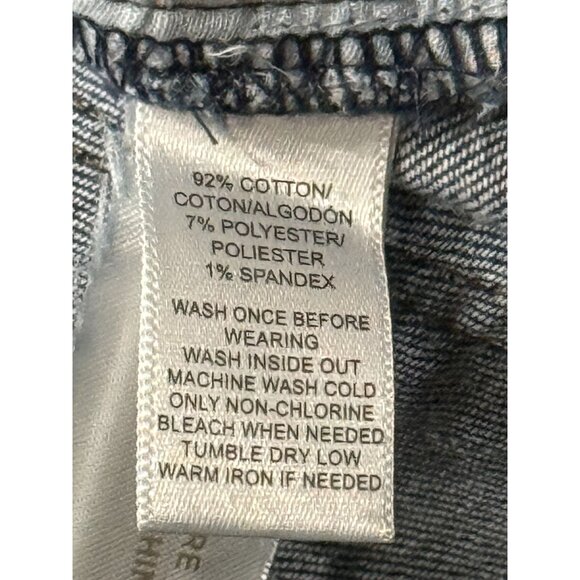 92% COTTON/
COTON/ALGODÓN
7% POLYESTER/
POLIESTER
1% SPANDEX
WASH ONCE BEFORE
WEARING
WASH INSIDE OUT
MACHINE WASH COLD
ONLY NON-CHLORINE
BLEACH WHEN NEEDED
TUMBLE DRY LOW
WARM IRON IF NEEDED